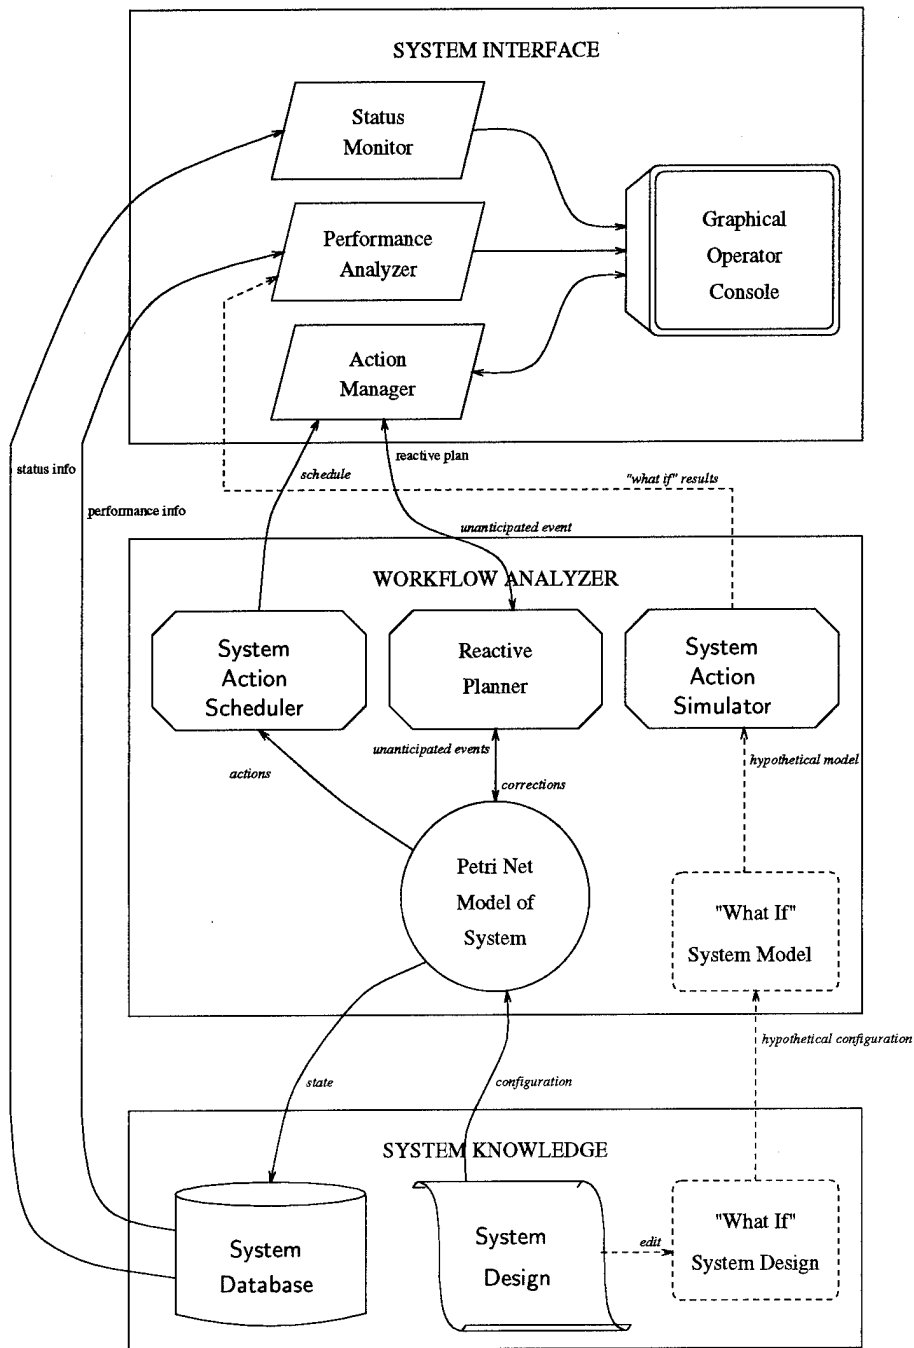 SYSTEM INTERFACE
Status
Monitor
Performance
Analyzer
Action
Manager
Graphical
Operator
Console
status info
performance info
schedule
reactive plan
"what if" results
unanticipated event
WORKFLOW ANALYZER
System
Action
Scheduler
Reactive
Planner
System
Action
Simulator
actions
unanticipated events
corrections
hypothetical model
Petri Net
Model of
System
"What If"
System Model
state
configuration
hypothetical configuration
SYSTEM KNOWLEDGE
System
Database
System
Design
edit
"What If"
System Design